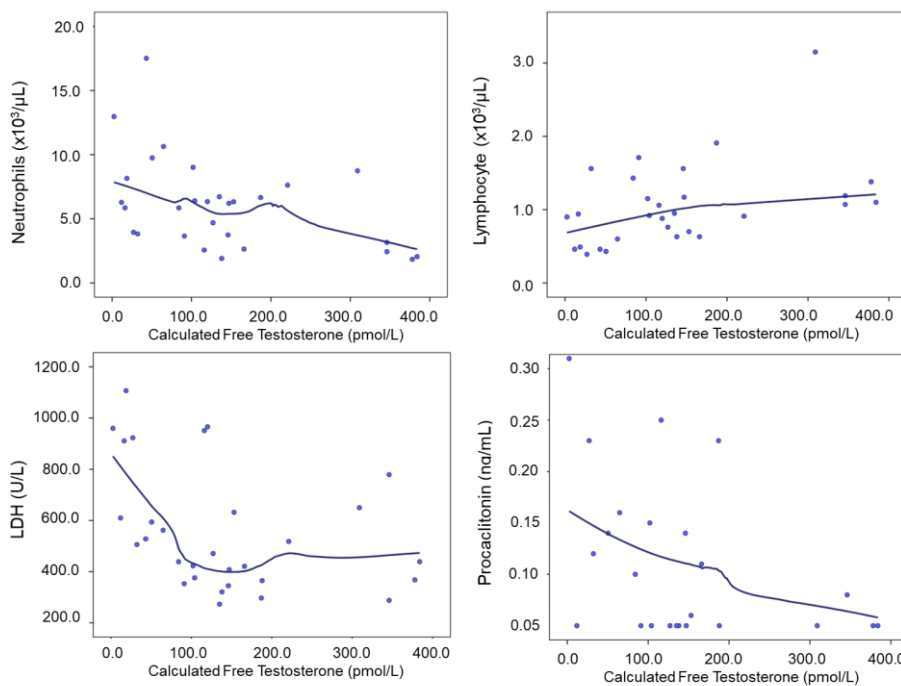 20.0
15.0
10.0
5.0
0.0
Neutrophils (x10³/μL)
0.0 100.0 200.0 300.0 400.0
Calculated Free Testosterone (pmol/L)
3.0
2.0
1.0
0.0
Lymphocyte (x10³/μL)
0.0 100.0 200.0 300.0 400.0
Calculated Free Testosterone (pmol/L)
1200.0
1000.0
800.0
600.0
400.0
200.0
LDH (U/L)
0.0 100.0 200.0 300.0 400.0
Calculated Free Testosterone (pmol/L)
0.30
0.25
0.20
0.15
0.10
0.05
Procaclitonin (ng/mL)
0.0 100.0 200.0 300.0 400.0
Calculated Free Testosterone (pmol/L)